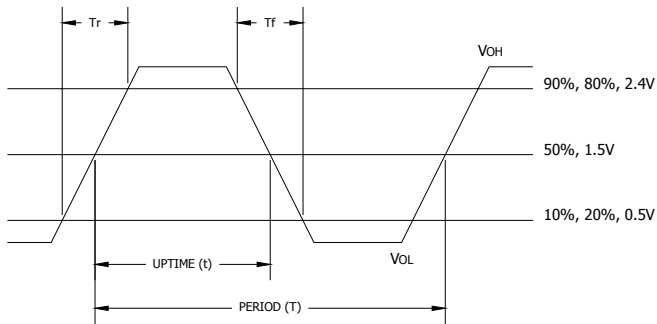 Tr
Tf
VOH
90%, 80%, 2.4V
50%, 1.5V
10%, 20%, 0.5V
VOL
UPTIME (t)
PERIOD (T)